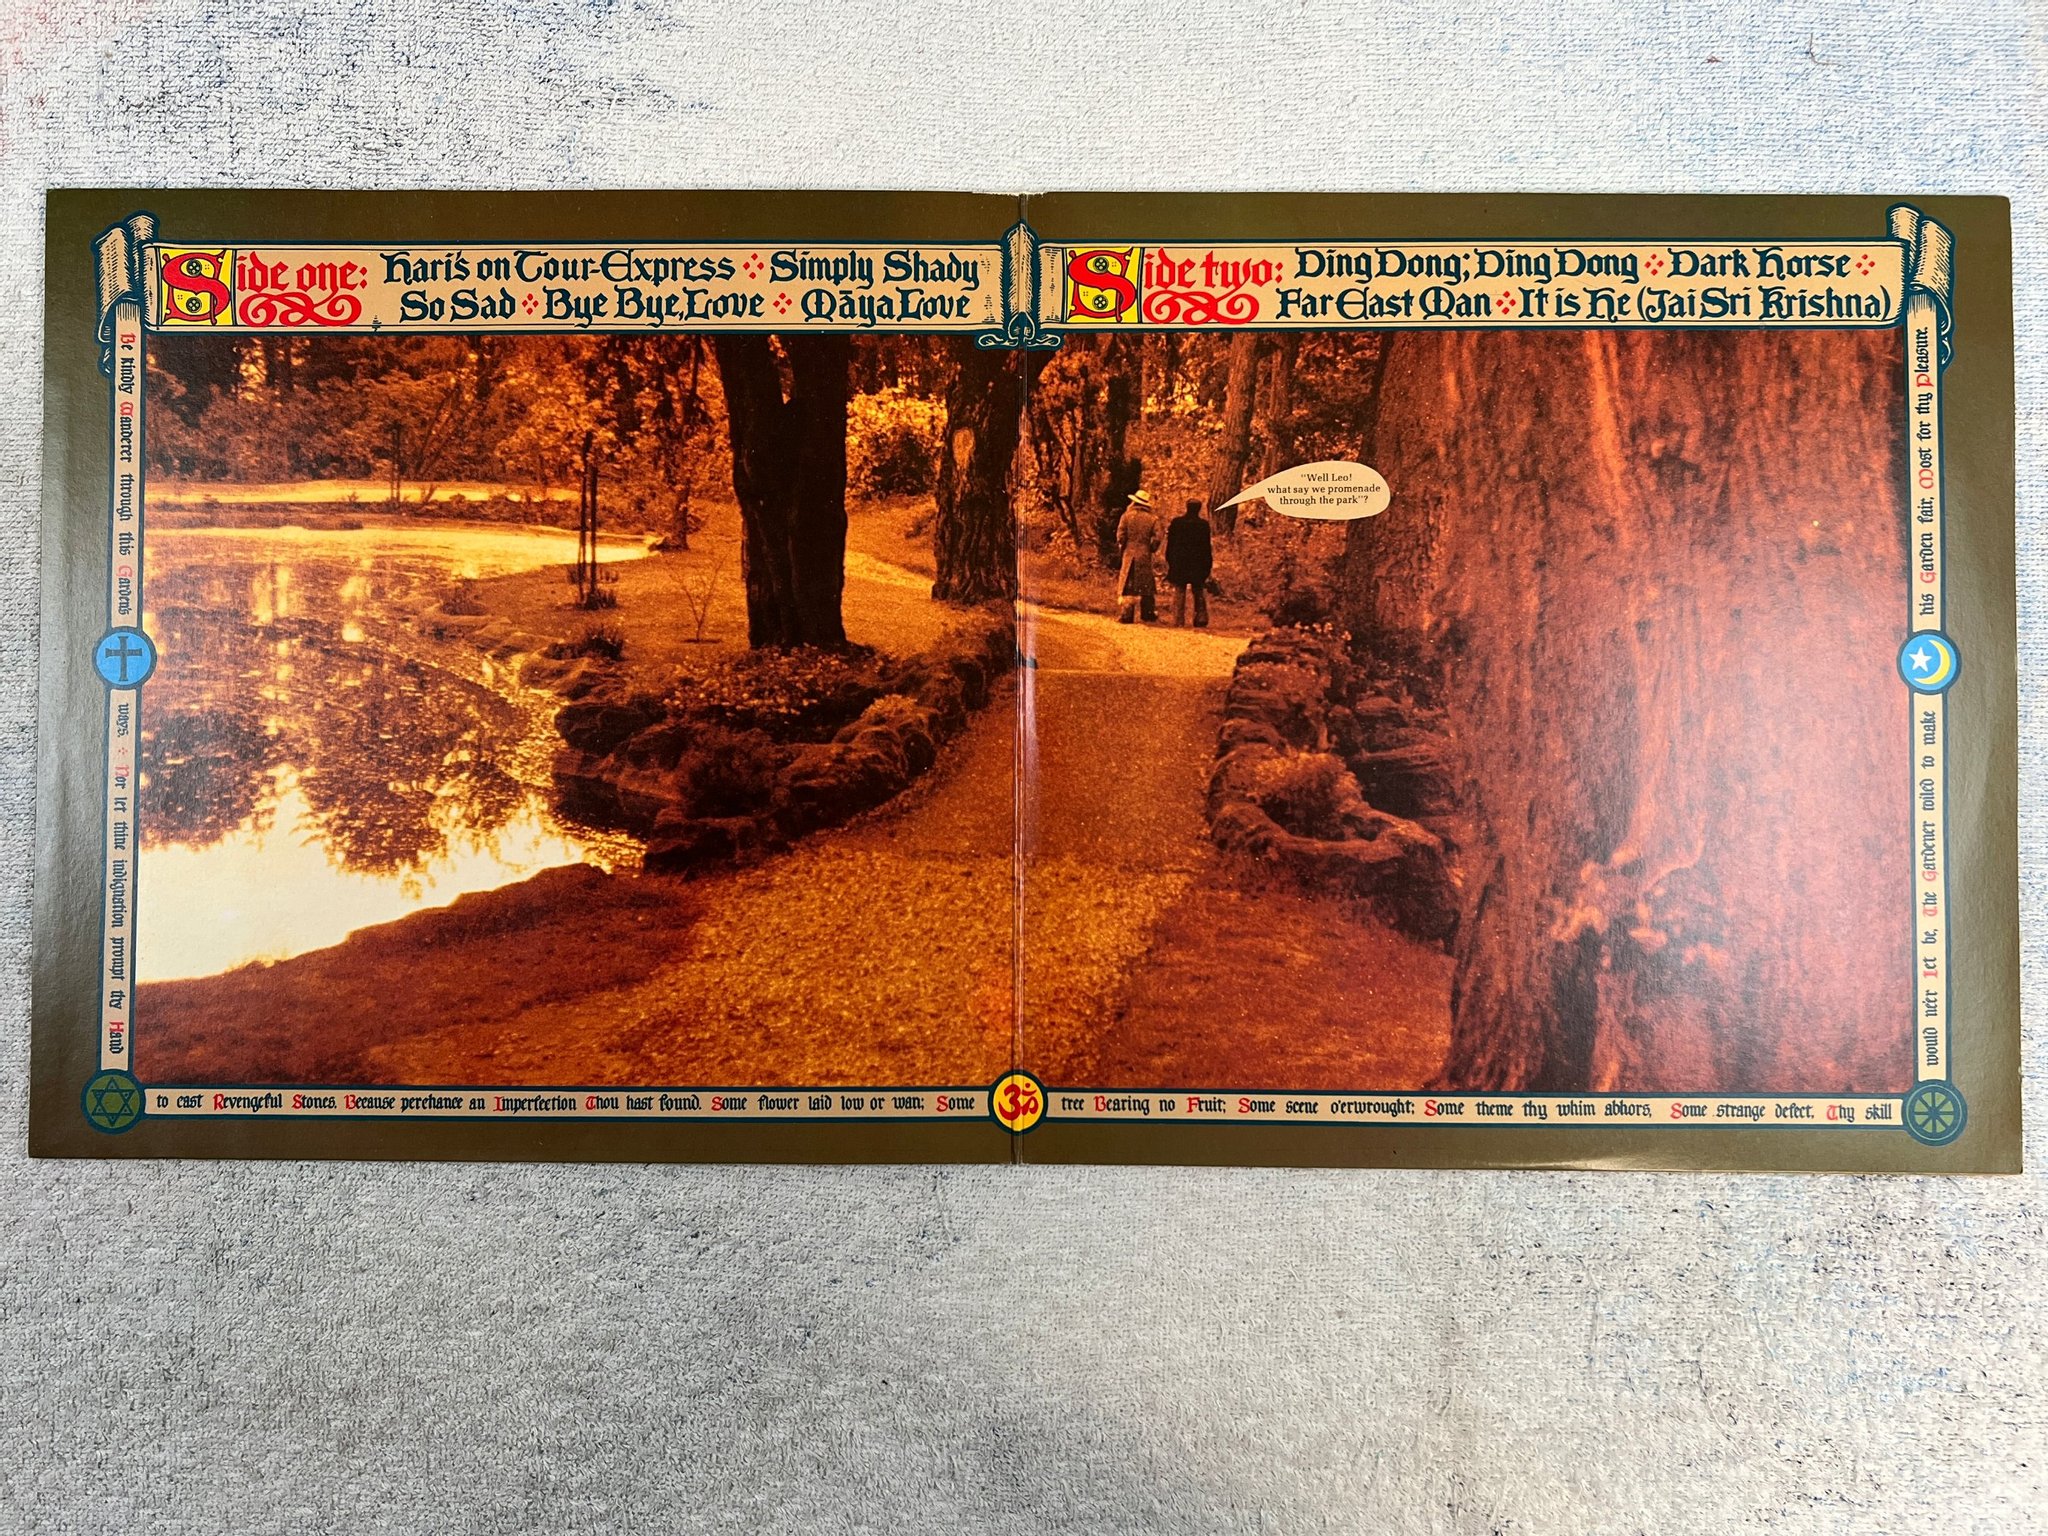 Side one:
Hari's on Tour-Express Simply Shady
So Sad Bye Bye, Love Māya Love
Side two:
Ding Dong; Ding Dong Dark Horse
Far East Man It is He (Jai Sri Krishna)
"Well Leo!
what say we promenade
through the park"?
Be kindly Wanderer through this Garden's
ways, Nor let thine indignation prompt thy Hand
to cast Revengeful Stones, Because perchance an Imperfection Thou hast found. Some flower laid low or wan; Some
ॐ
tree Bearing no Fruit; Some scene o'erwrought; Some theme thy whim abhors, Some strange defect, Thy skill
would ne'er Let be, The Gardener toiled to make
his Garden fair, Most for thy Pleasure.